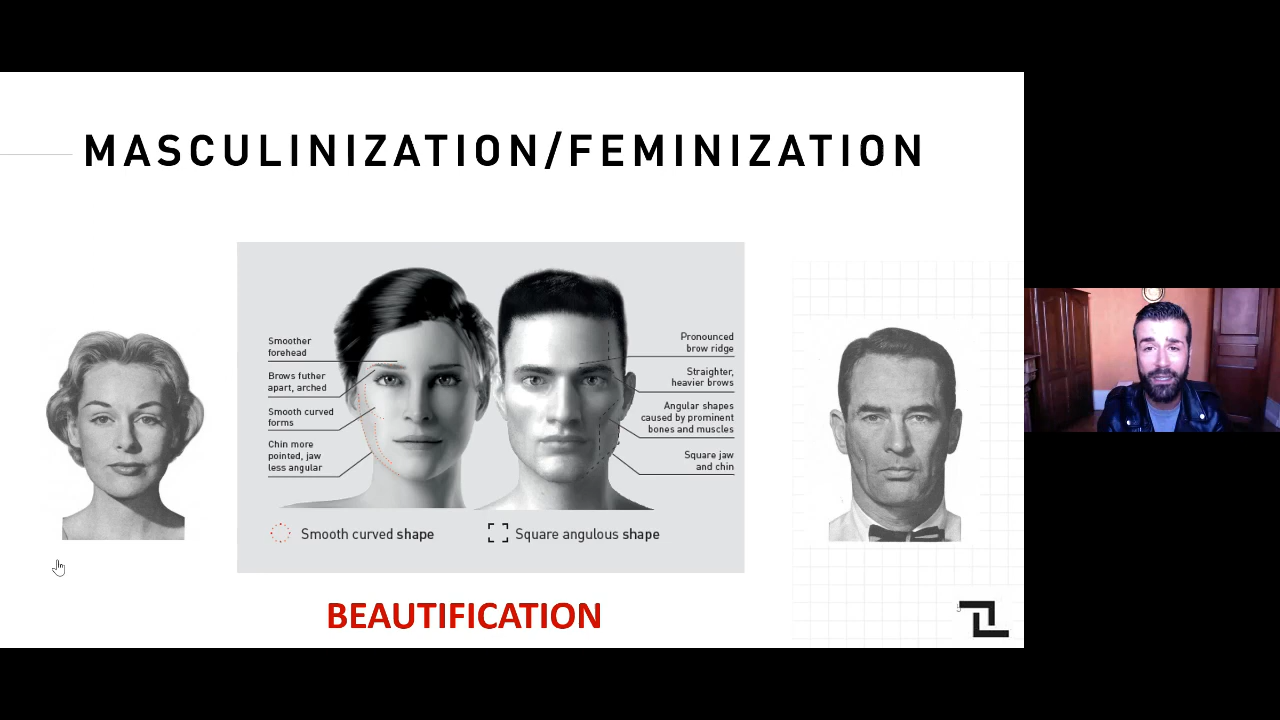 MASCULINIZATION/FEMINIZATION
Smoother
forehead
Brows futher
apart, arched
Smooth curved
forms
Chin more
pointed, jaw
less angular
Pronounced
brow ridge
Straighter,
heavier brows
Angular shapes
caused by prominent
bones and muscles
Square jaw
and chin
Smooth curved shape
Square angulous shape
BEAUTIFICATION